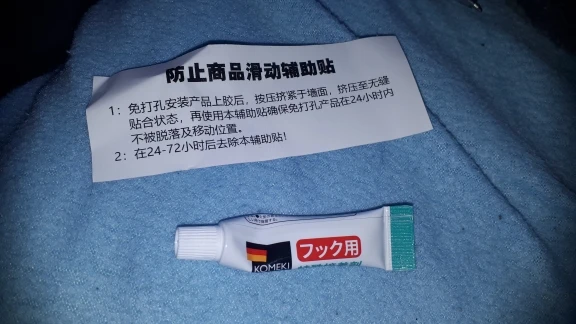 防止商品滑动辅助贴
1：免打孔安装产品上胶后，按压挤紧于墙面，挤压至无缝
贴合状态，再使用本辅助贴确保免打孔产品在24小时内
不被脱落及移动位置。
2：在24-72小时后去除本辅助贴！
フック用
KOMEKI